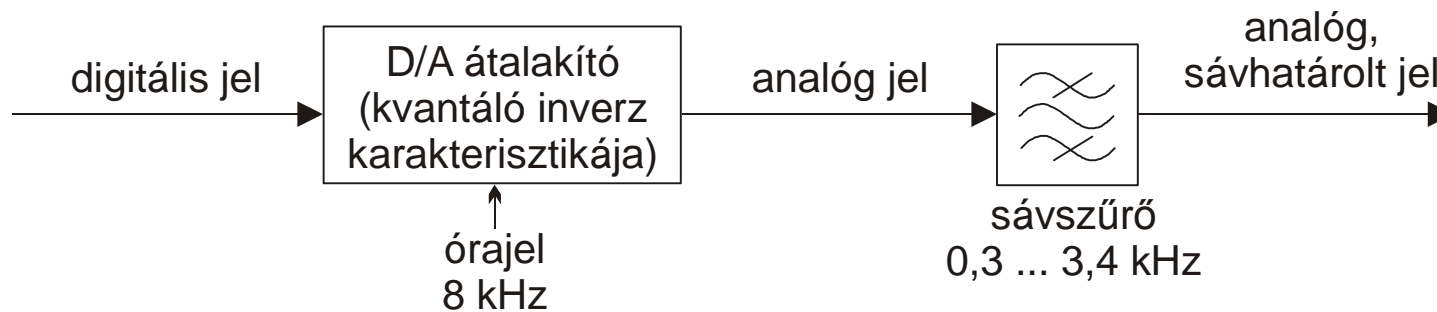 digitális jel
D/A átalakító
(kvantáló inverz
karakterisztikája)
órajel
8 kHz
analóg jel
sávszűrő
0,3 ... 3,4 kHz
analóg,
sávhatárolt jel